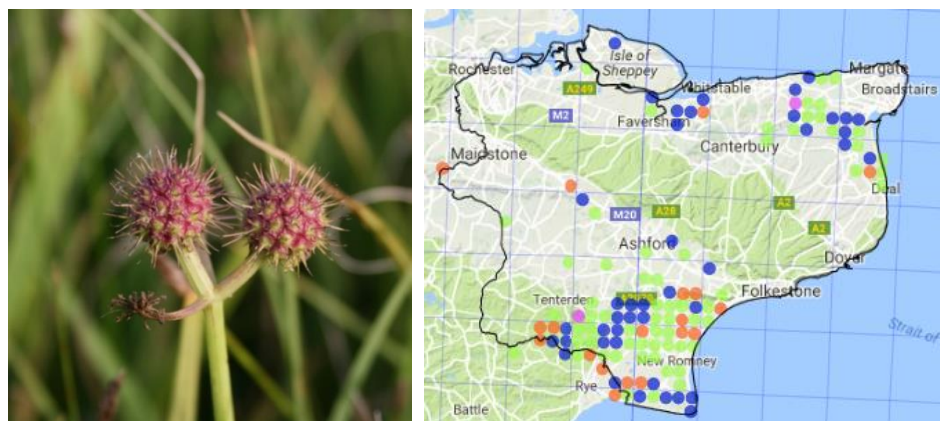 Isle of
Sheppey
Rochester
Margate
Whitstable
Broadstairs
A249
M2
Faversham
Canterbury
Maidstone
Deal
A2
M20
A28
A2
Ashford
Dover
Folkestone
Tenterden
New Romney
Strait of
Rye
Battle